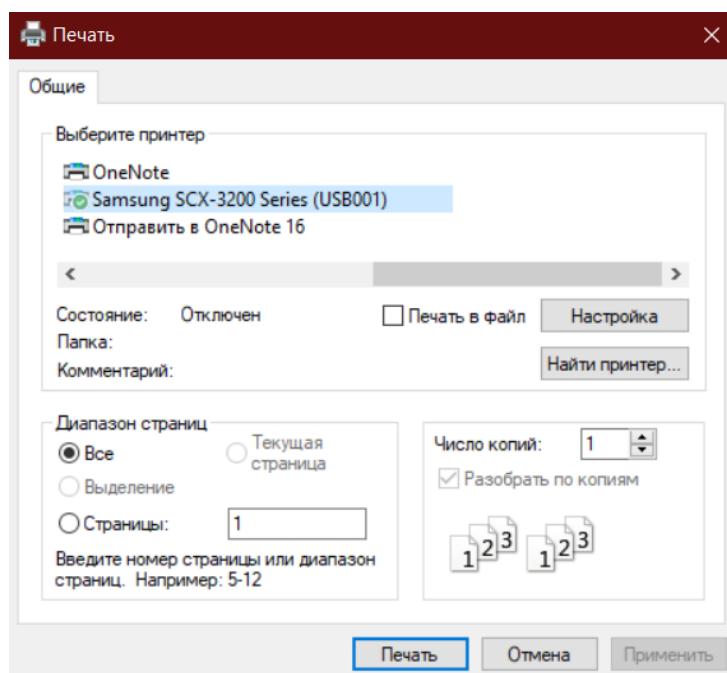 Печать
Общие
Выберите принтер
OneNote
Samsung SCX-3200 Series (USB001)
Отправить в OneNote 16
Состояние: Отключен
Печать в файл
Настройка
Папка:
Комментарий:
Найти принтер...
Диапазон страниц
Все
Текущая
страница
Выделение
Страницы: 1
Введите номер страницы или диапазон
страниц. Например: 5-12
Число копий: 1
Разобрать по копиям
1 2 3 1 2 3
Печать
Отмена
Применить